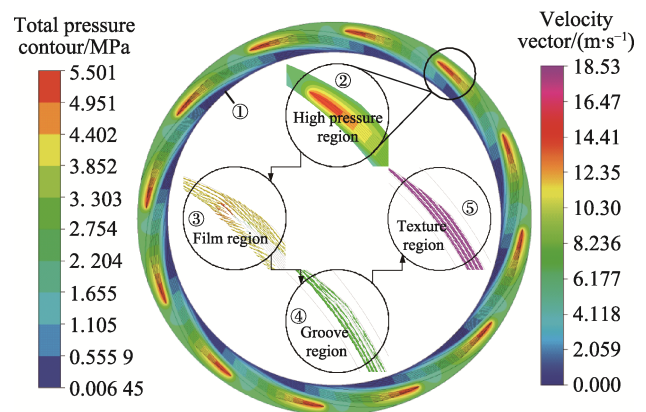 Total pressure
contour/MPa
5.501
4.951
4.402
3.852
3.303
2.754
2. 204
1.655
1.105
0.555 9
0.006 45
①
②
High pressure
region
③
Film region
④
Groove
region
⑤
Texture
region
Velocity
vector/(m·s⁻¹)
18.53
16.47
14.41
12.35
10.30
8.236
6.177
4.118
2.059
0.000